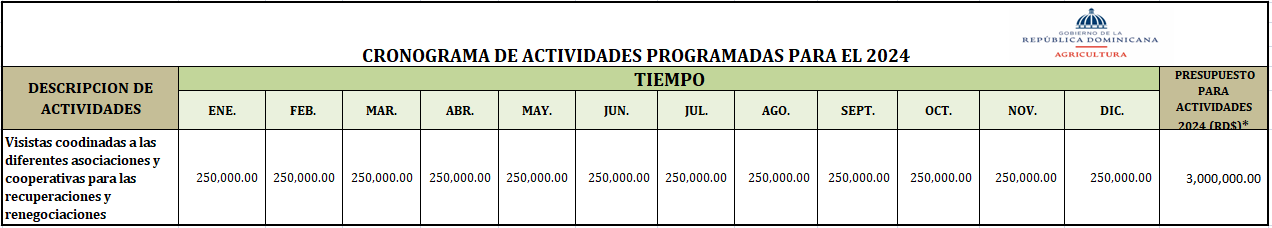 GOBIERNO DE LA
REPÚBLICA DOMINICANA
AGRICULTURA
CRONOGRAMA DE ACTIVIDADES PROGRAMADAS PARA EL 2024
DESCRIPCION DE
ACTIVIDADES
TIEMPO
PRESUPUESTO
PARA
ACTIVIDADES
2024 (RD$)*
ENE. FEB. MAR. ABR. MAY. JUN. JUL. AGO. SEPT. OCT. NOV. DIC.
Visistas coodinadas a las
diferentes asociaciones y
cooperativas para las
recuperaciones y
renegociaciones
250,000.00 250,000.00 250,000.00 250,000.00 250,000.00 250,000.00 250,000.00 250,000.00 250,000.00 250,000.00 250,000.00 250,000.00 3,000,000.00